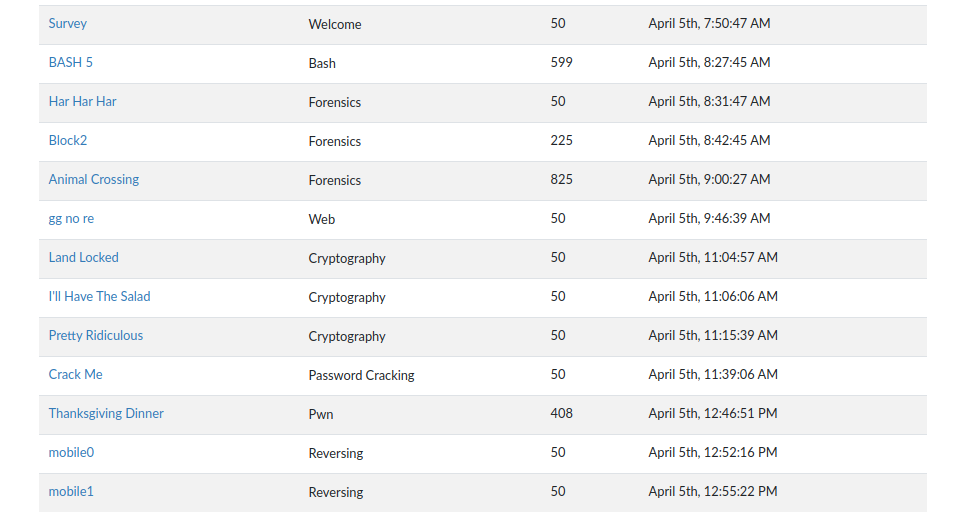 Survey Welcome 50 April 5th, 7:50:47 AM
BASH 5 Bash 599 April 5th, 8:27:45 AM
Har Har Har Forensics 50 April 5th, 8:31:47 AM
Block2 Forensics 225 April 5th, 8:42:45 AM
Animal Crossing Forensics 825 April 5th, 9:00:27 AM
gg no re Web 50 April 5th, 9:46:39 AM
Land Locked Cryptography 50 April 5th, 11:04:57 AM
I'll Have The Salad Cryptography 50 April 5th, 11:06:06 AM
Pretty Ridiculous Cryptography 50 April 5th, 11:15:39 AM
Crack Me Password Cracking 50 April 5th, 11:39:06 AM
Thanksgiving Dinner Pwn 408 April 5th, 12:46:51 PM
mobile0 Reversing 50 April 5th, 12:52:16 PM
mobile1 Reversing 50 April 5th, 12:55:22 PM